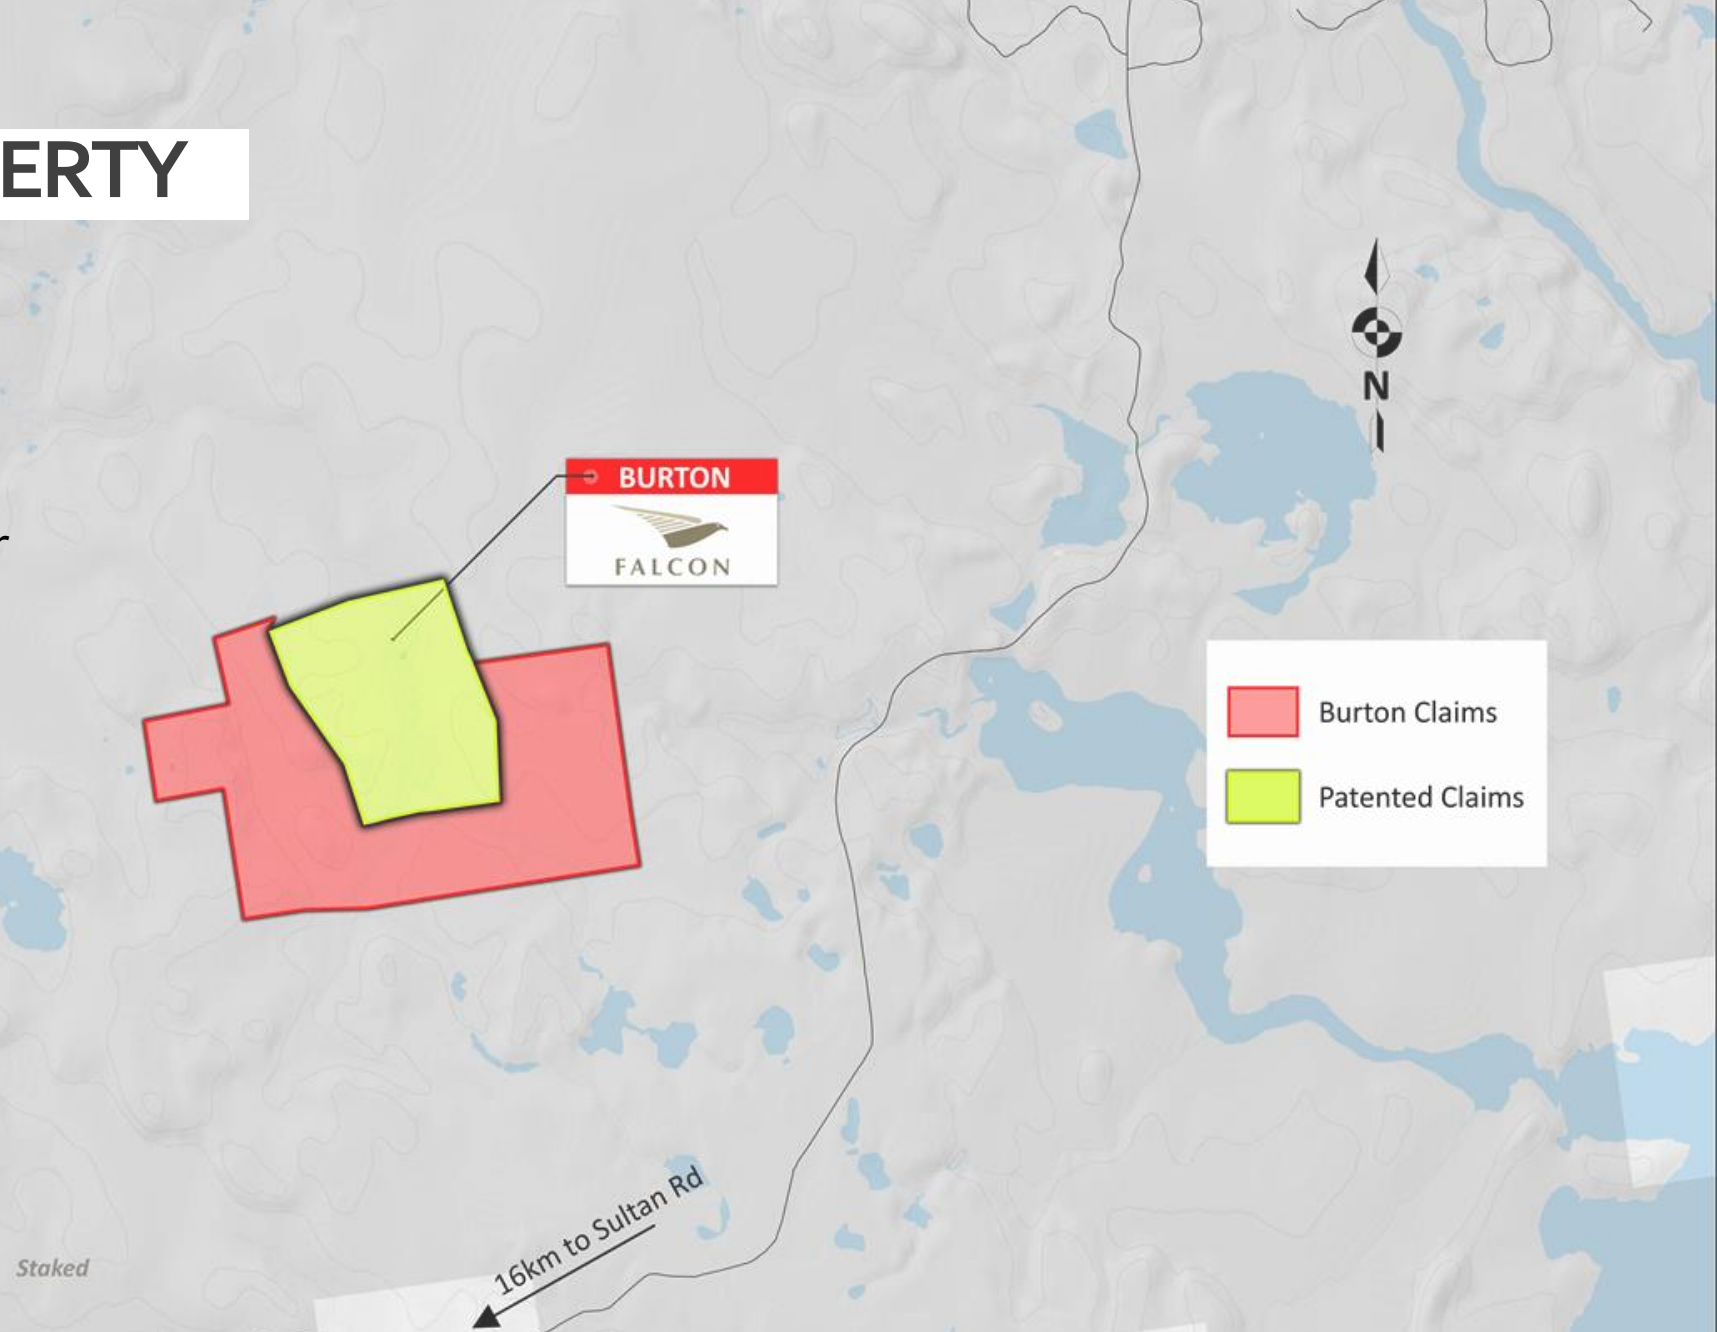 ERTY
N
BURTON
FALCON
r
Burton Claims
Patented Claims
16km to Sultan Rd
Staked